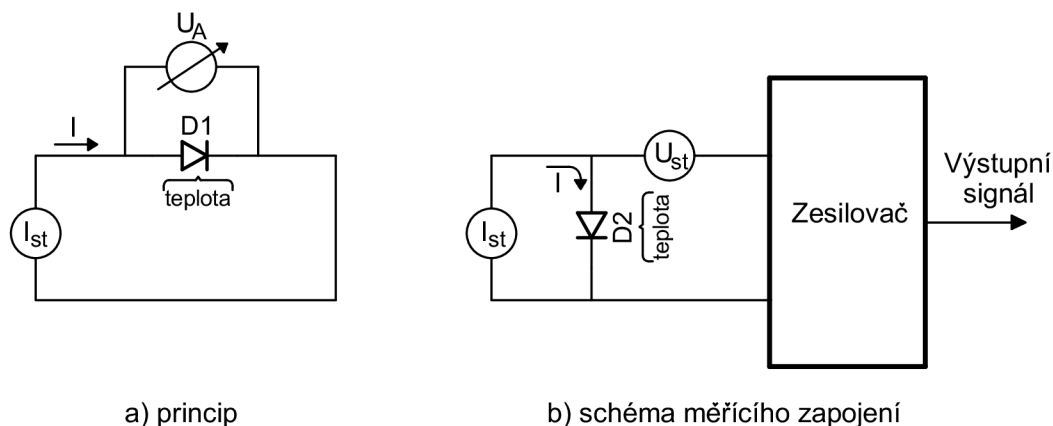 U_A
I
D1
teplota
I_st
a) princip
U_st
I
I_st
D2
teplota
Zesilovač
Výstupní
signál
b) schéma měřícího zapojení